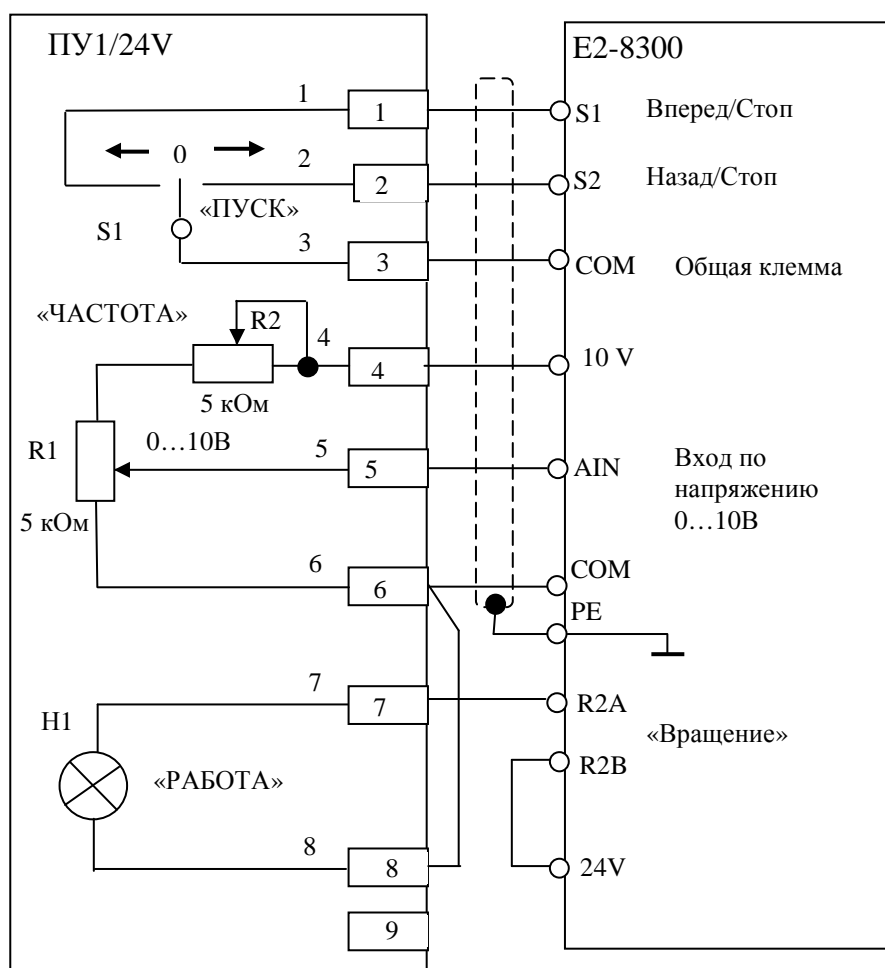 ПУ1/24V
E2-8300
1
1
S1
Вперед/Стоп
0
2
2
S2
Назад/Стоп
«ПУСК»
S1
3
3
COM
Общая клемма
«ЧАСТОТА»
R2
4
4
10 V
5 кОм
R1
0…10В
5
5
AIN
Вход по
напряжению
0…10В
5 кОм
6
6
COM
PE
7
7
R2A
H1
«Вращение»
R2B
«РАБОТА»
8
8
24V
9